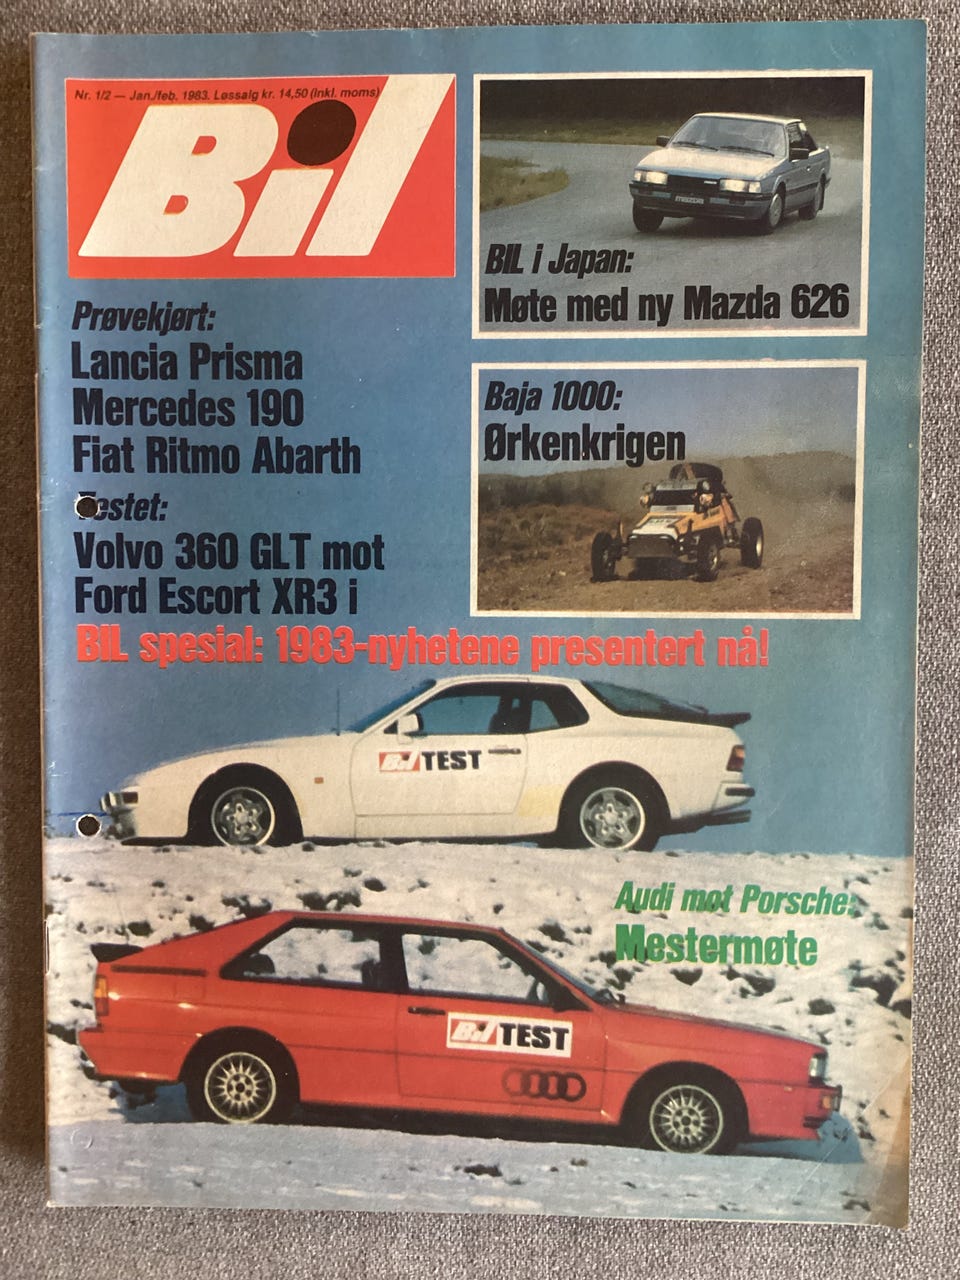 Nr. 1/2 — Jan./feb. 1983. Løssalg kr. 14,50 (Inkl. moms)
Bil
BIL i Japan:
Møte med ny Mazda 626
mazda
Prøvekjørt:
Lancia Prisma
Mercedes 190
Fiat Ritmo Abarth
Testet:
Volvo 360 GLT mot
Ford Escort XR3 i
BIL spesial: 1983-nyhetene presentert nå!
Baja 1000:
Ørkenkrigen
Bil TEST
Audi mot Porsche:
Mestermøte
Bil TEST